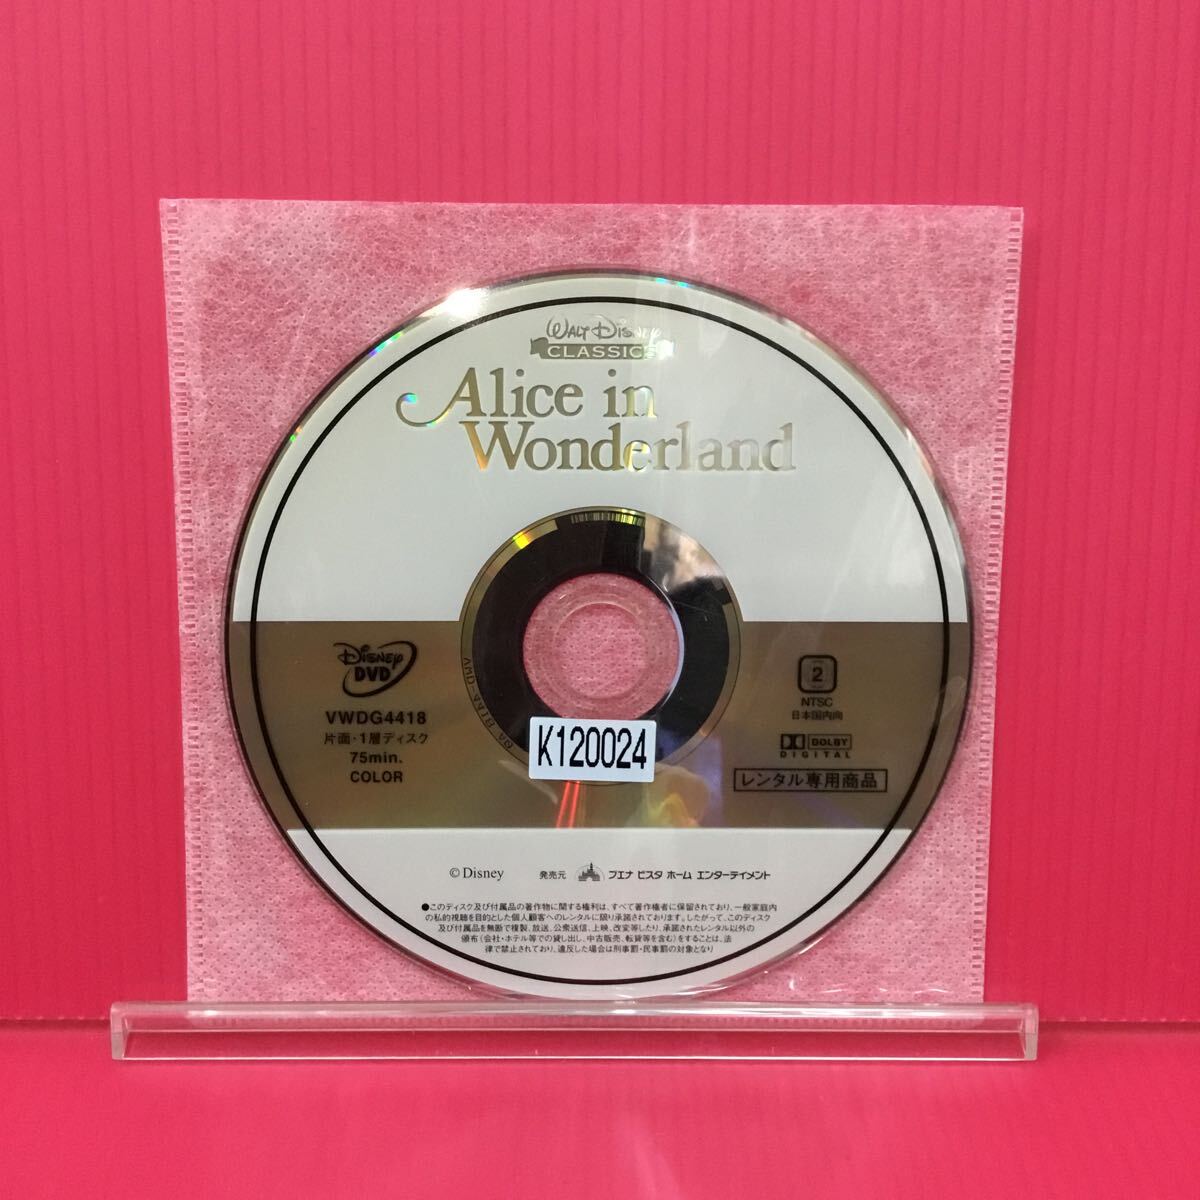 WALT DISNEY
CLASSICS
Alice in
Wonderland
DISNEY
DVD
VWDG4418
片面・1層ディスク
75min.
COLOR
2
NTSC
日本国内向
DOLBY
DIGITAL
レンタル専用商品
K120024
© Disney
発売元 ブエナ ビスタ ホーム エンターテイメント
●このディスク及び付属品の著作物に関する権利は、すべて著作権者に保留されており、一般家庭内
の私的視聴を目的とした個人顧客へのレンタルに限り承諾されております。したがって、このディスク
及び付属品を無断で複製、放送、公衆送信、上映、改変等したり、承諾されたレンタル以外の
頒布（会社・ホテル等での貸し出し、中古販売、転貸等を含む）をすることは、法
律で禁止されており、違反した場合は刑事罰・民事罰の対象となり